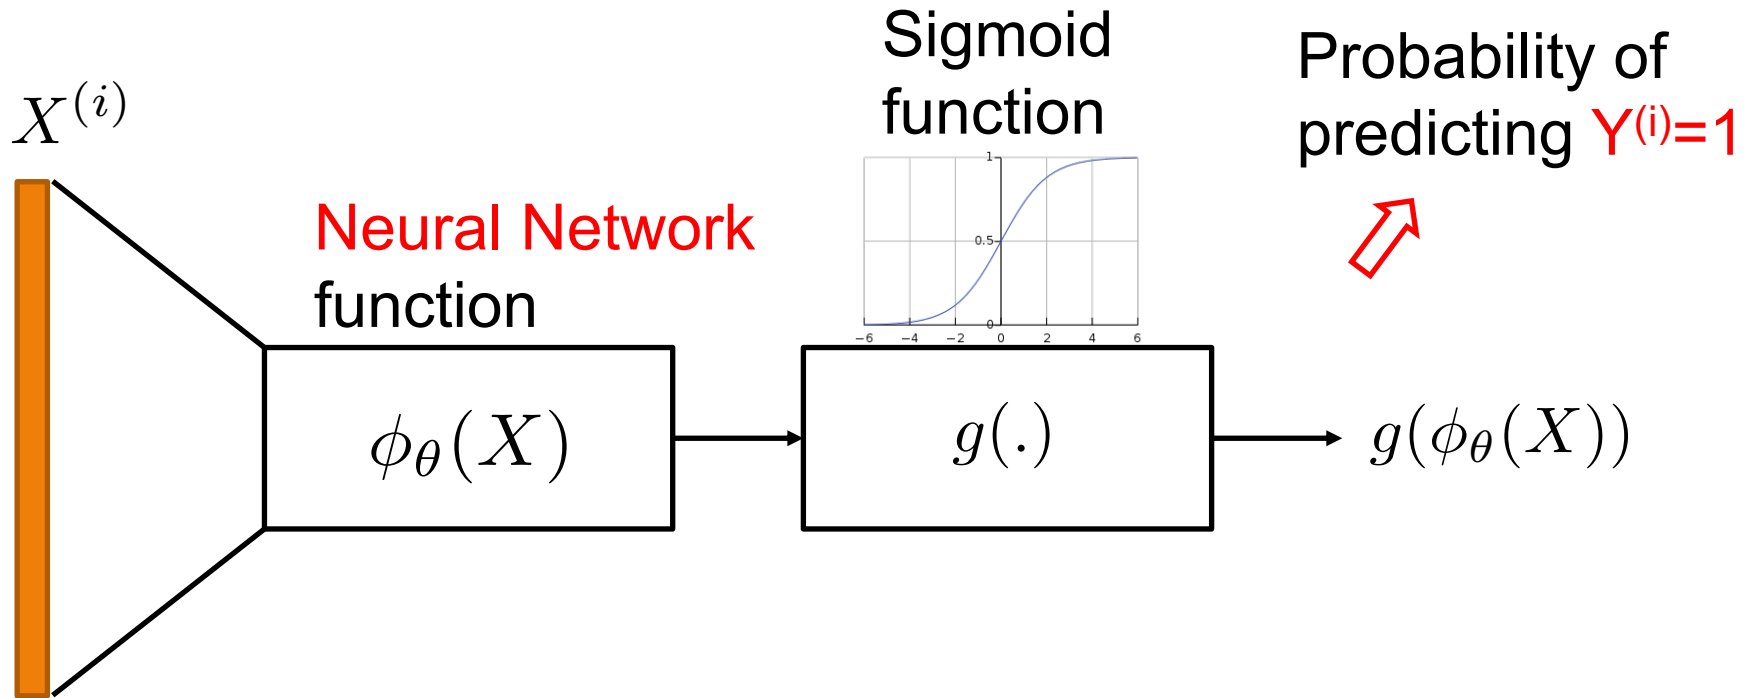 X^{(i)}
Neural Network
function
Sigmoid
function
Probability of
predicting Y^{(i)}=1
1
0.5
0
−6 −4 −2 0 2 4 6
ϕ_θ(X)
g(.)
g(ϕ_θ(X))